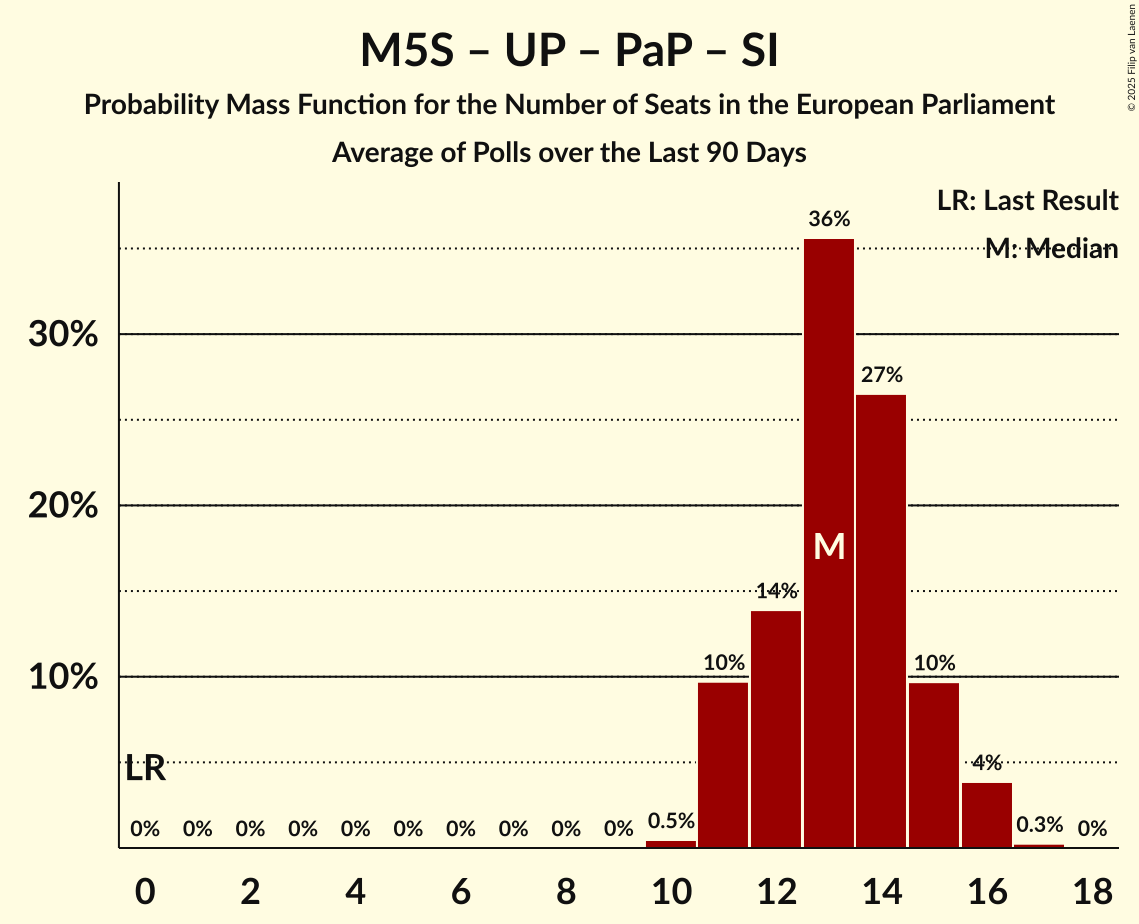 M5S – UP – PaP – SI
Probability Mass Function for the Number of Seats in the European Parliament
Average of Polls over the Last 90 Days
© 2025 Filip van Laenen
LR: Last Result
M: Median
36%
30%
27%
20%
M
14%
10%
10%
10%
LR
4%
0% 0% 0% 0% 0% 0% 0% 0% 0% 0% 0.5% 0.3% 0%
0 2 4 6 8 10 12 14 16 18